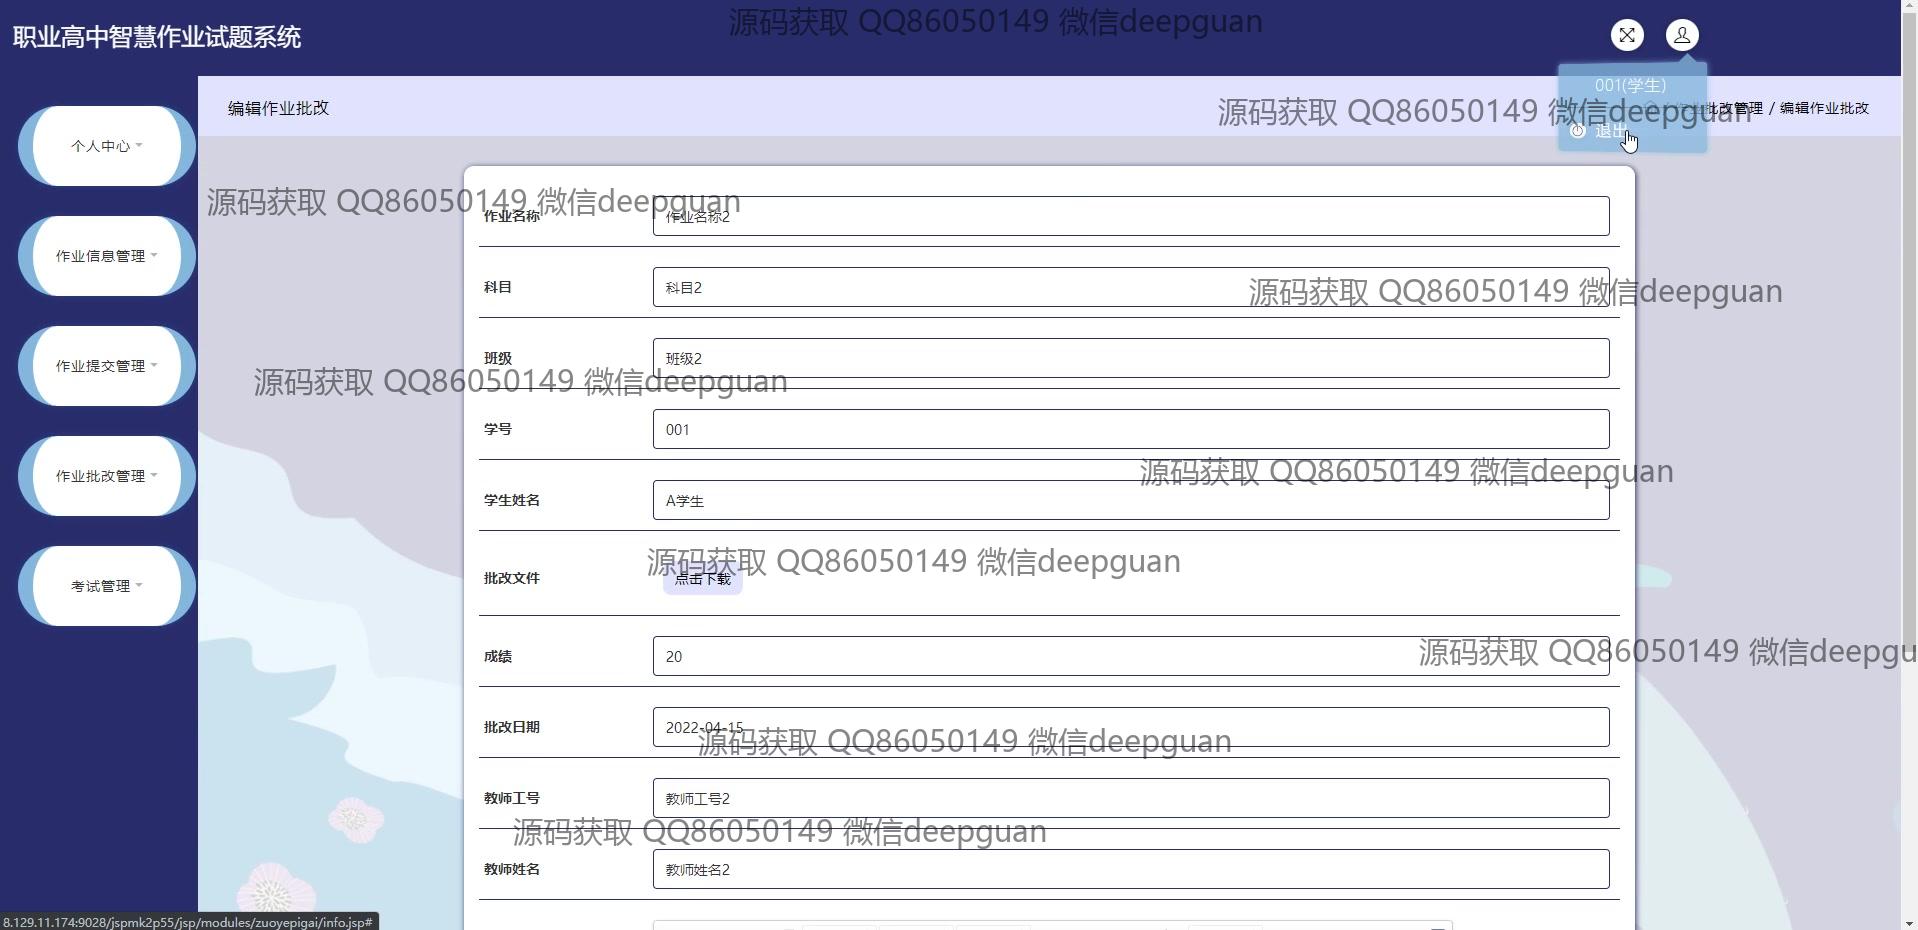 源码获取 QQ86050149 微信deepguan
职业高中智慧作业试题系统
001(学生)
编辑作业批改
源码获取 QQ86050149 微信deepguan
批改管理 / 编辑作业批改
退出
个人中心
源码获取 QQ86050149 微信deepguan
作业名称
作业名称2
作业信息管理
科目
科目2
源码获取 QQ86050149 微信deepguan
班级
班级2
作业提交管理
源码获取 QQ86050149 微信deepguan
学号
001
源码获取 QQ86050149 微信deepguan
作业批改管理
学生姓名
A学生
源码获取 QQ86050149 微信deepguan
批改文件
点击下载
考试管理
成绩
20
源码获取 QQ86050149 微信deepgu
批改日期
2022-04-15
源码获取 QQ86050149 微信deepguan
教师工号
教师工号2
源码获取 QQ86050149 微信deepguan
教师姓名
教师姓名2
8.129.11.174:9028/jspmk2p55/jsp/modules/zuoyepigai/info.jsp#